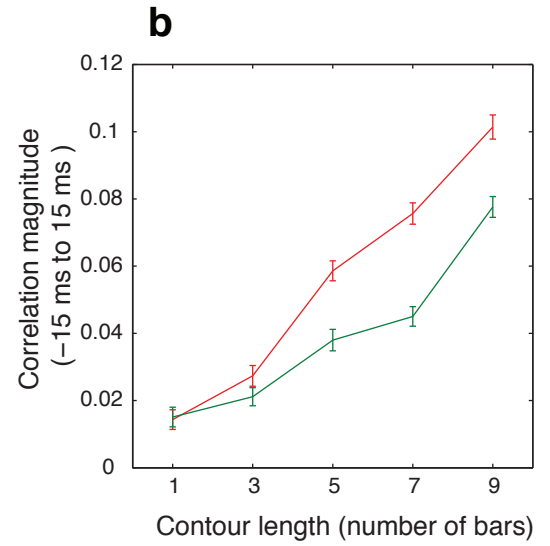 b
0.12
0.1
0.08
0.06
0.04
0.02
0
Correlation magnitude
(−15 ms to 15 ms )
1 3 5 7 9
Contour length (number of bars)